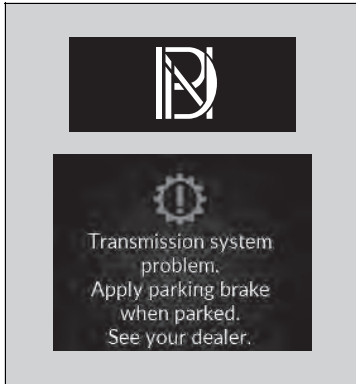 Transmission system
problem.
Apply parking brake
when parked.
See your dealer.